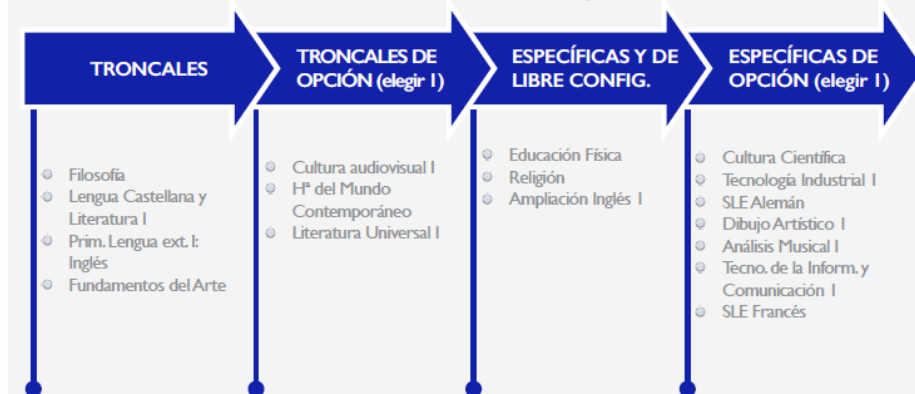 TRONCALES
TRONCALES DE
OPCIÓN (elegir 1)
ESPECÍFICAS Y DE
LIBRE CONFIG.
ESPECÍFICAS DE
OPCIÓN (elegir 1)
Filosofía
Lengua Castellana y
Literatura I
Prim. Lengua ext. I:
Inglés
Fundamentos del Arte
Cultura audiovisual I
Hª del Mundo
Contemporáneo
Literatura Universal I
Educación Física
Religión
Ampliación Inglés I
Cultura Científica
Tecnología Industrial I
SLE Alemán
Dibujo Artístico I
Análisis Musical I
Tecno. de la Inform. y
Comunicación I
SLE Francés